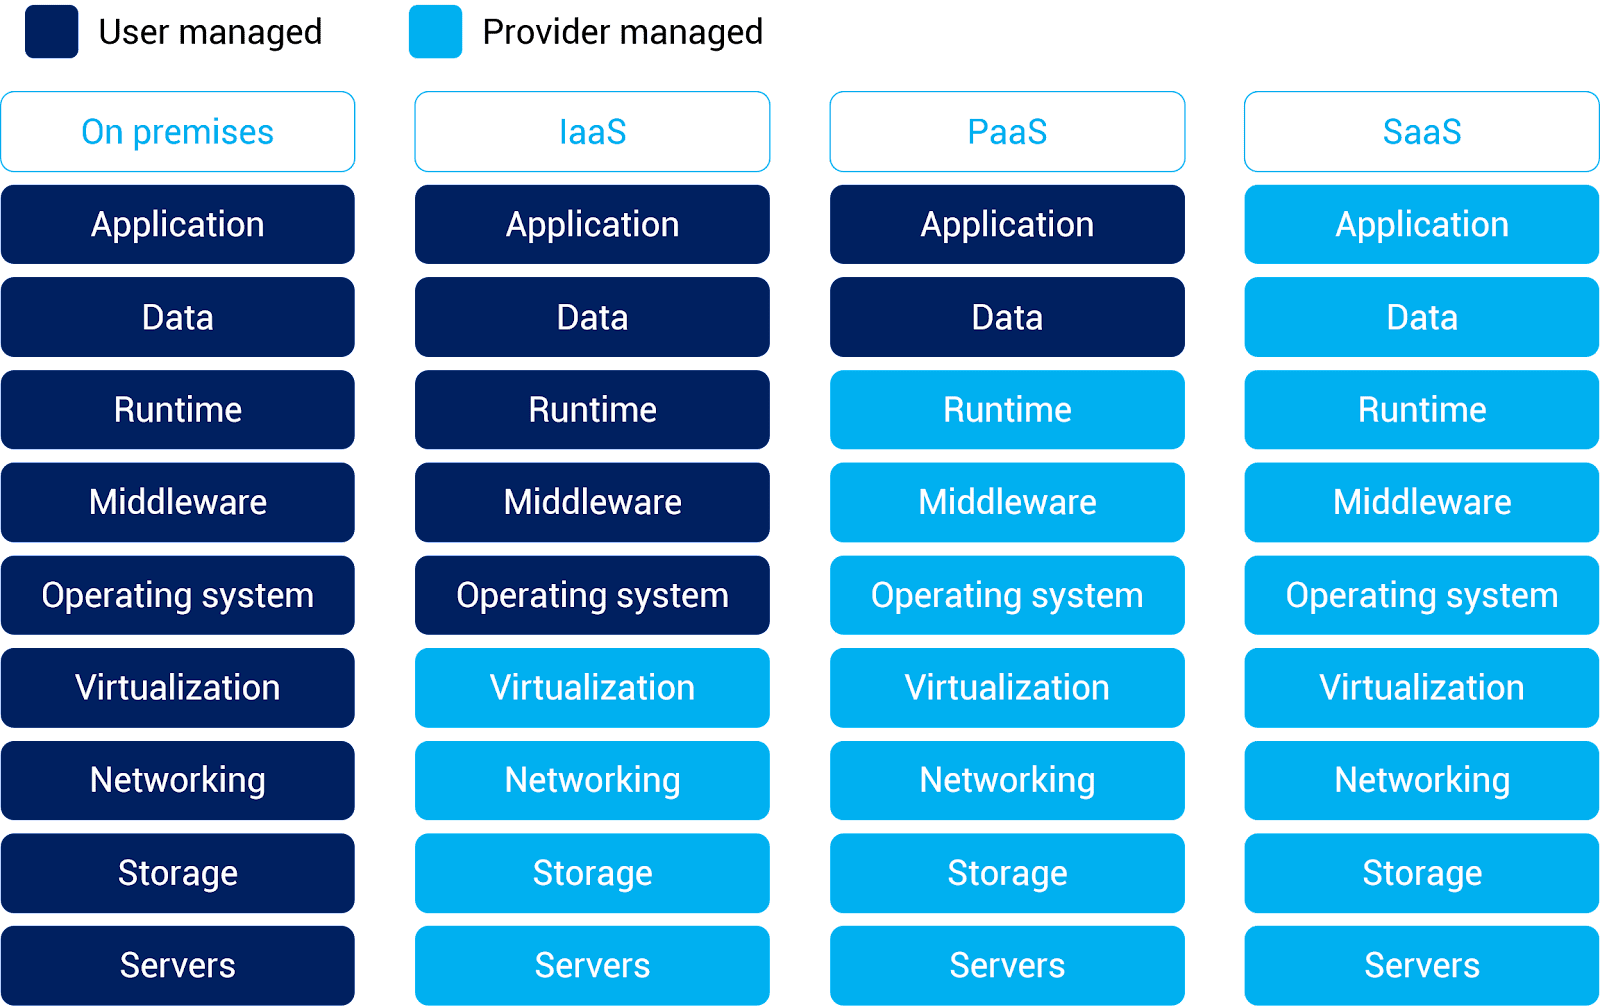 User managed
Provider managed
On premises
IaaS
PaaS
SaaS
Application
Application
Application
Application
Data
Data
Data
Data
Runtime
Runtime
Runtime
Runtime
Middleware
Middleware
Middleware
Middleware
Operating system
Operating system
Operating system
Operating system
Virtualization
Virtualization
Virtualization
Virtualization
Networking
Networking
Networking
Networking
Storage
Storage
Storage
Storage
Servers
Servers
Servers
Servers